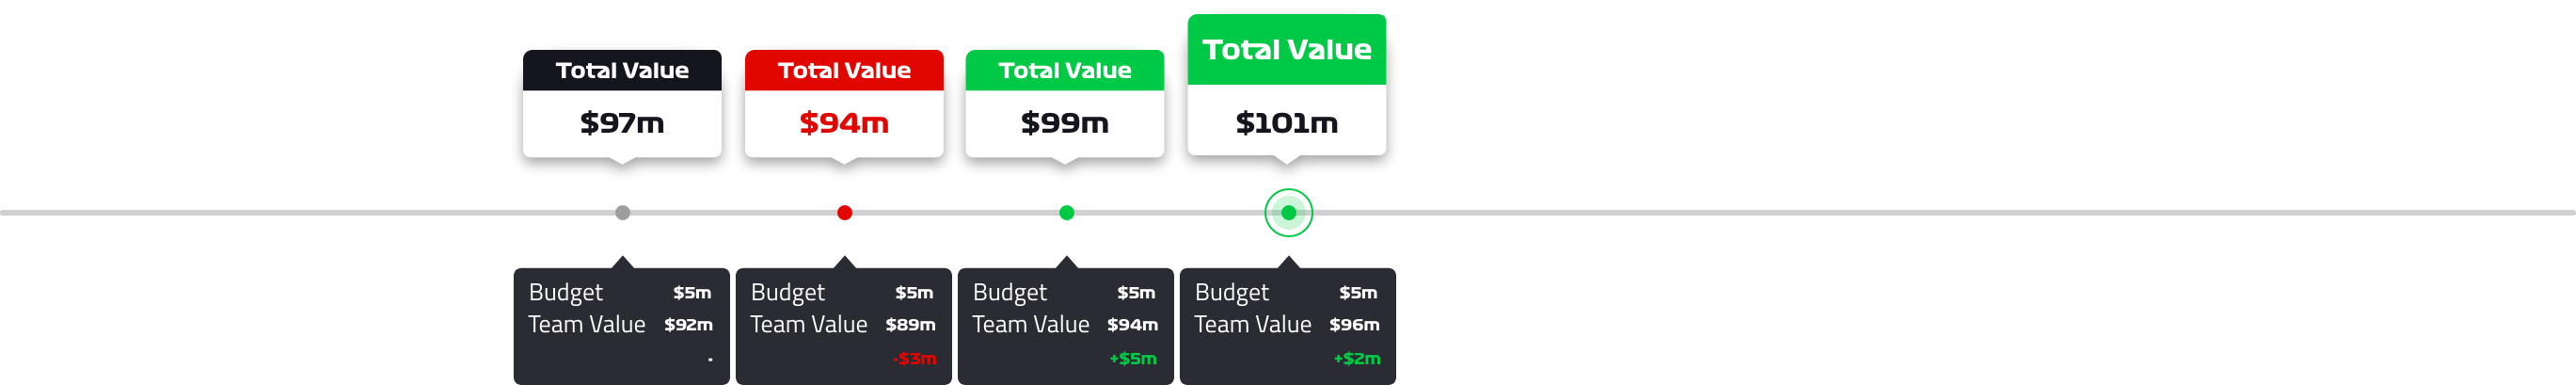 Total Value
$97m
Total Value
$94m
Total Value
$99m
Total Value
$101m
Budget $5m
Team Value $92m
-
Budget $5m
Team Value $89m
-$3m
Budget $5m
Team Value $94m
+$5m
Budget $5m
Team Value $96m
+$2m